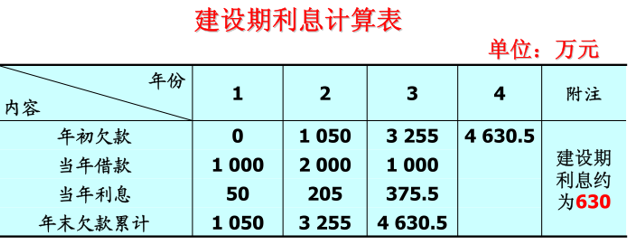 建设期利息计算表
单位：万元
年份
内容
1 2 3 4 附注
年初欠款 0 1 050 3 255 4 630.5
当年借款 1 000 2 000 1 000
当年利息 50 205 375.5
年末欠款累计 1 050 3 255 4 630.5
建设期
利息约
为630